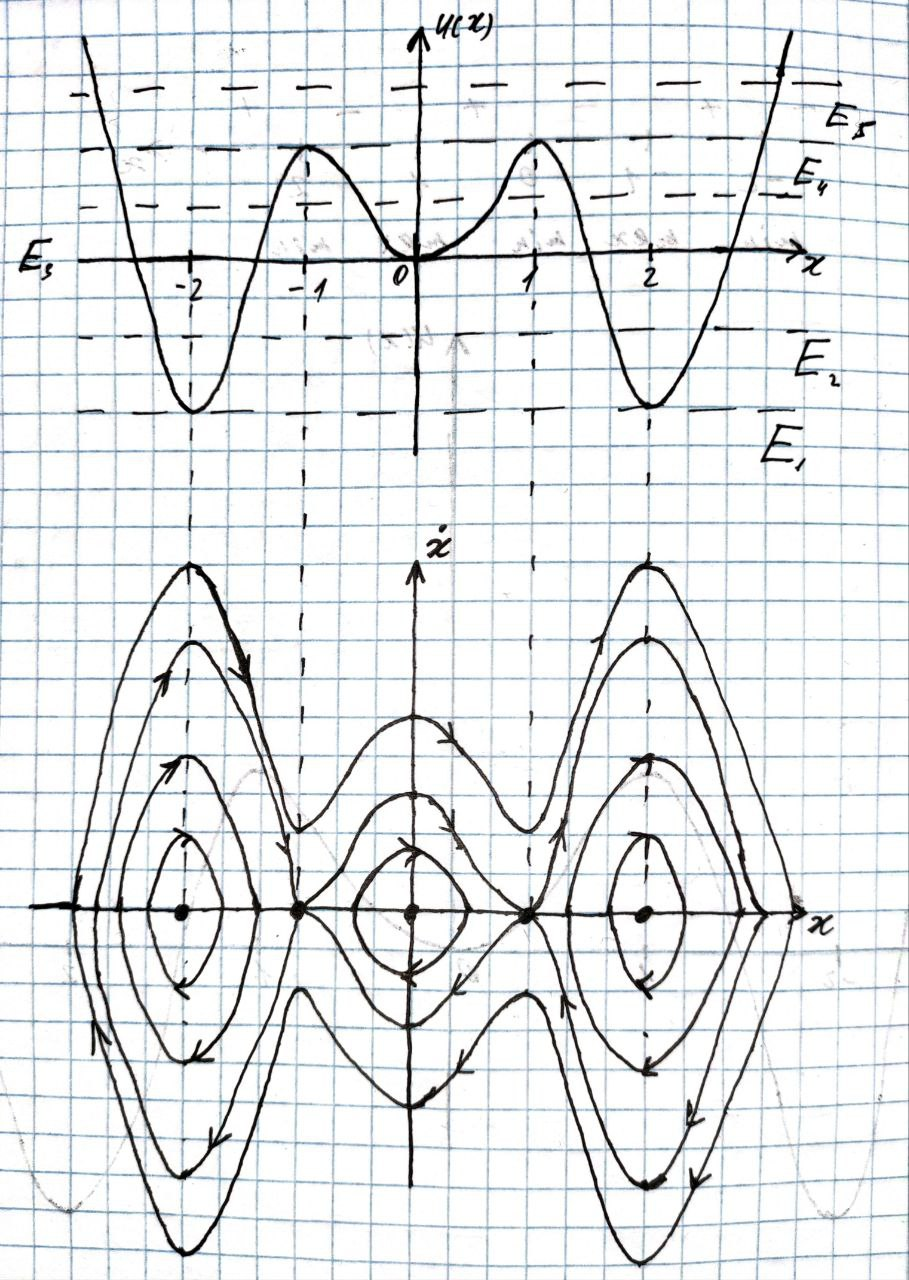 U(x)
E₅
E₄
E₃ -2 -1 0 1 2 x
E₂
E₁
ẋ
x